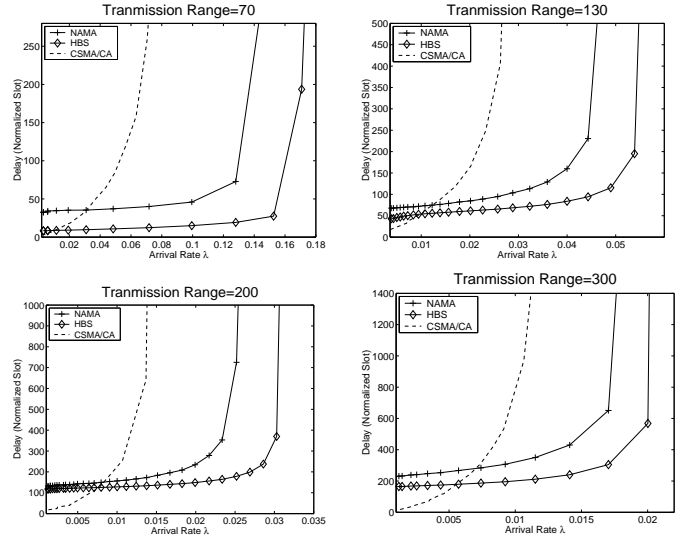 Tranmission Range=70
NAMA
HBS
CSMA/CA
Delay (Normalized Slot)
250
200
150
100
50
0
0.02 0.04 0.06 0.08 0.1 0.12 0.14 0.16 0.18
Arrival Rate λ
Tranmission Range=130
NAMA
HBS
CSMA/CA
Delay (Normalized Slot)
500
450
400
350
300
250
200
150
100
50
0
0.01 0.02 0.03 0.04 0.05
Arrival Rate λ
Tranmission Range=200
NAMA
HBS
CSMA/CA
Delay (Normalized Slot)
1000
900
800
700
600
500
400
300
200
100
0
0.005 0.01 0.015 0.02 0.025 0.03 0.035
Arrival Rate λ
Tranmission Range=300
NAMA
HBS
CSMA/CA
Delay (Normalized Slot)
1400
1200
1000
800
600
400
200
0
0.005 0.01 0.015 0.02
Arrival Rate λ